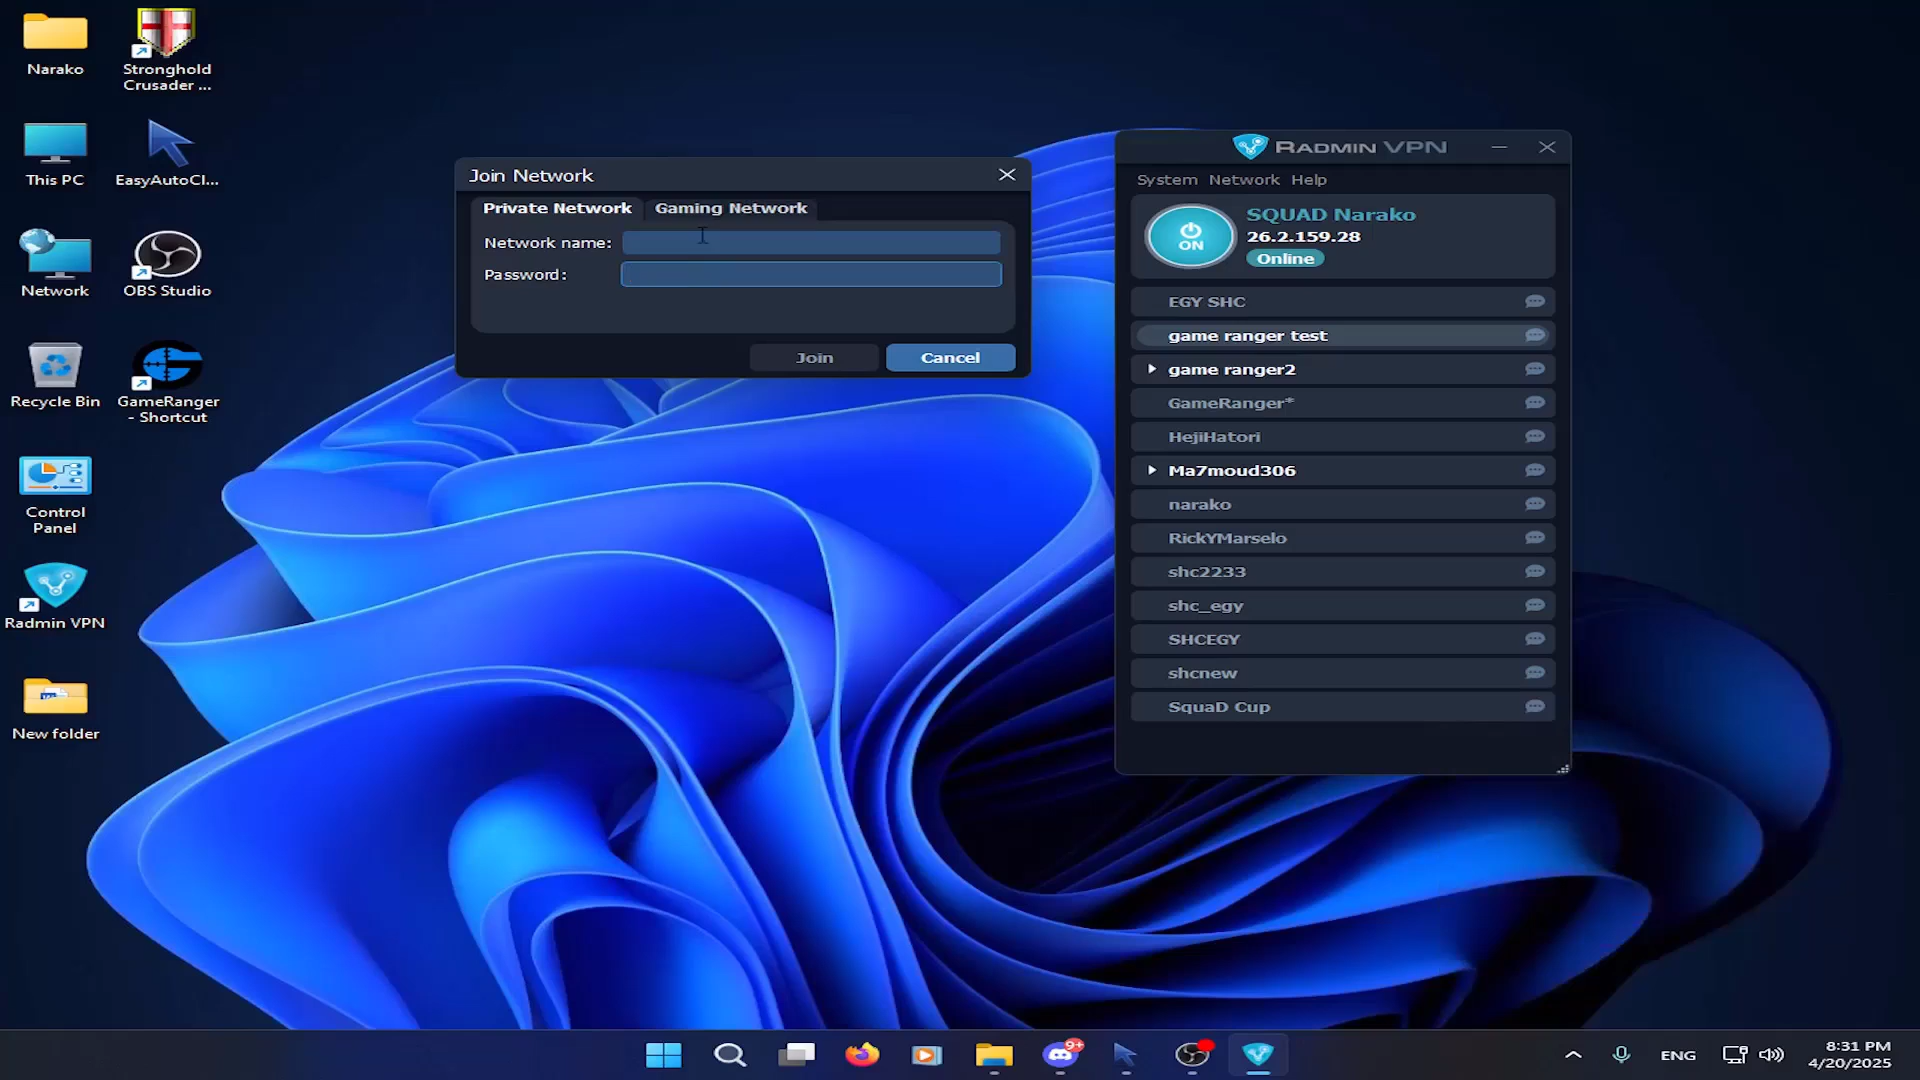 Narako
Stronghold
Crusader ...
This PC
EasyAutoCl...
Network
OBS Studio
Recycle Bin
GameRanger
- Shortcut
Control
Panel
Radmin VPN
New folder
Join Network
Private Network
Gaming Network
Network name:
Password:
Join
Cancel
RADMIN VPN
System Network Help
ON
SQUAD Narako
26.2.159.28
Online
EGY SHC
game ranger test
game ranger2
GameRanger*
HejiHatori
Ma7moud306
narako
RickYMarselo
shc2233
shc_egy
SHCEGY
shcnew
SquaD Cup
9+
ENG
8:31 PM
4/20/2025